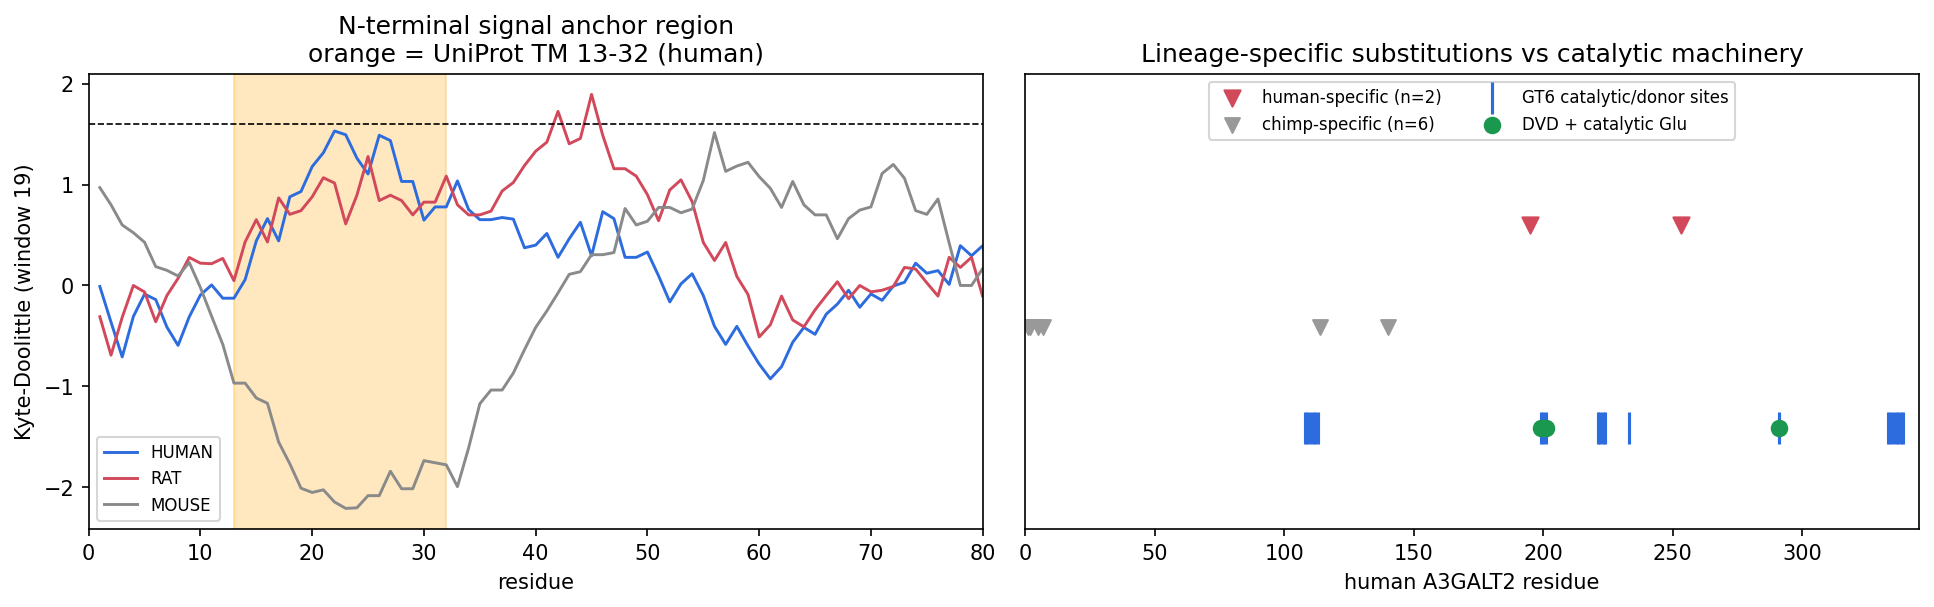 N-terminal signal anchor region
orange = UniProt TM 13-32 (human)
Kyte-Doolittle (window 19)
2
1
0
−1
−2
HUMAN
RAT
MOUSE
0 10 20 30 40 50 60 70 80
residue
Lineage-specific substitutions vs catalytic machinery
human-specific (n=2)
chimp-specific (n=6)
GT6 catalytic/donor sites
DVD + catalytic Glu
0 50 100 150 200 250 300
human A3GALT2 residue